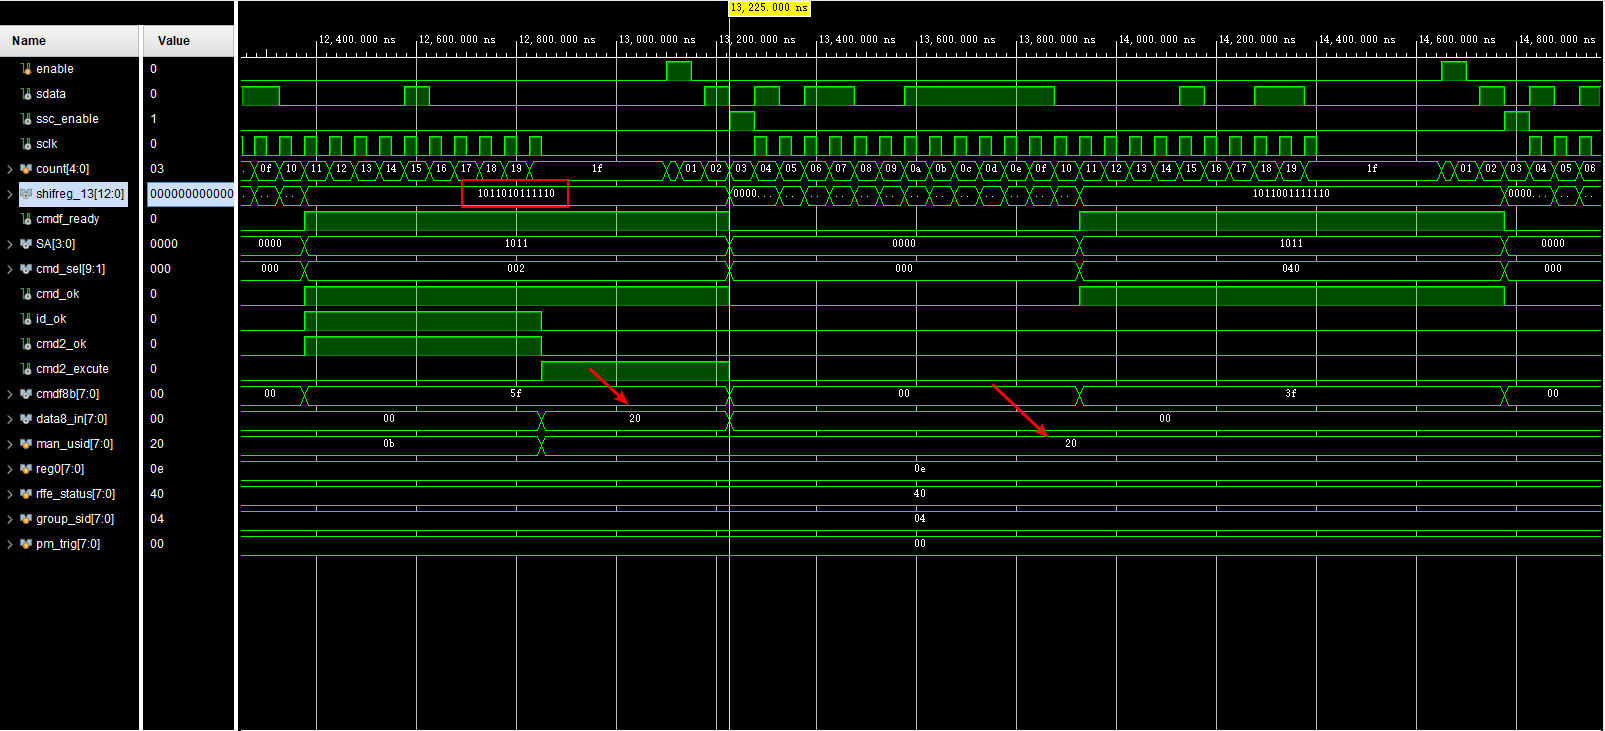 13,225.000 ns
Name Value
12,400.000 ns 12,600.000 ns 12,800.000 ns 13,000.000 ns 13,200.000 ns 13,400.000 ns 13,600.000 ns 13,800.000 ns 14,000.000 ns 14,200.000 ns 14,400.000 ns 14,600.000 ns 14,800.000 ns
enable 0
sdata 0
ssc_enable 1
sclk 0
count[4:0] 03 . 0f 10 11 12 13 14 15 16 17 18 19 1f 01 02 03 04 05 06 07 08 09 0a 0b 0c 0d 0e 0f 10 11 12 13 14 15 16 17 18 19 1f 01 02 03 04 05 06
shifreg_13[12:0] 000000000000 .. .. 1011010111110 0000... .. .. .. .. .. .. .. .. .. .. .. .. 1011001111110 0000... .. ..
cmdf_ready 0
SA[3:0] 0000 0000 1011 0000 1011 0000
cmd_sel[9:1] 000 000 002 000 040 000
cmd_ok 0
id_ok 0
cmd2_ok 0
cmd2_excute 0
cmdf8b[7:0] 00 00 5f 00 3f 00
data8_in[7:0] 00 00 20 00
man_usid[7:0] 20 0b 20
reg0[7:0] 0e 0e
rffe_status[7:0] 40 40
group_sid[7:0] 04 04
pm_trig[7:0] 00 00